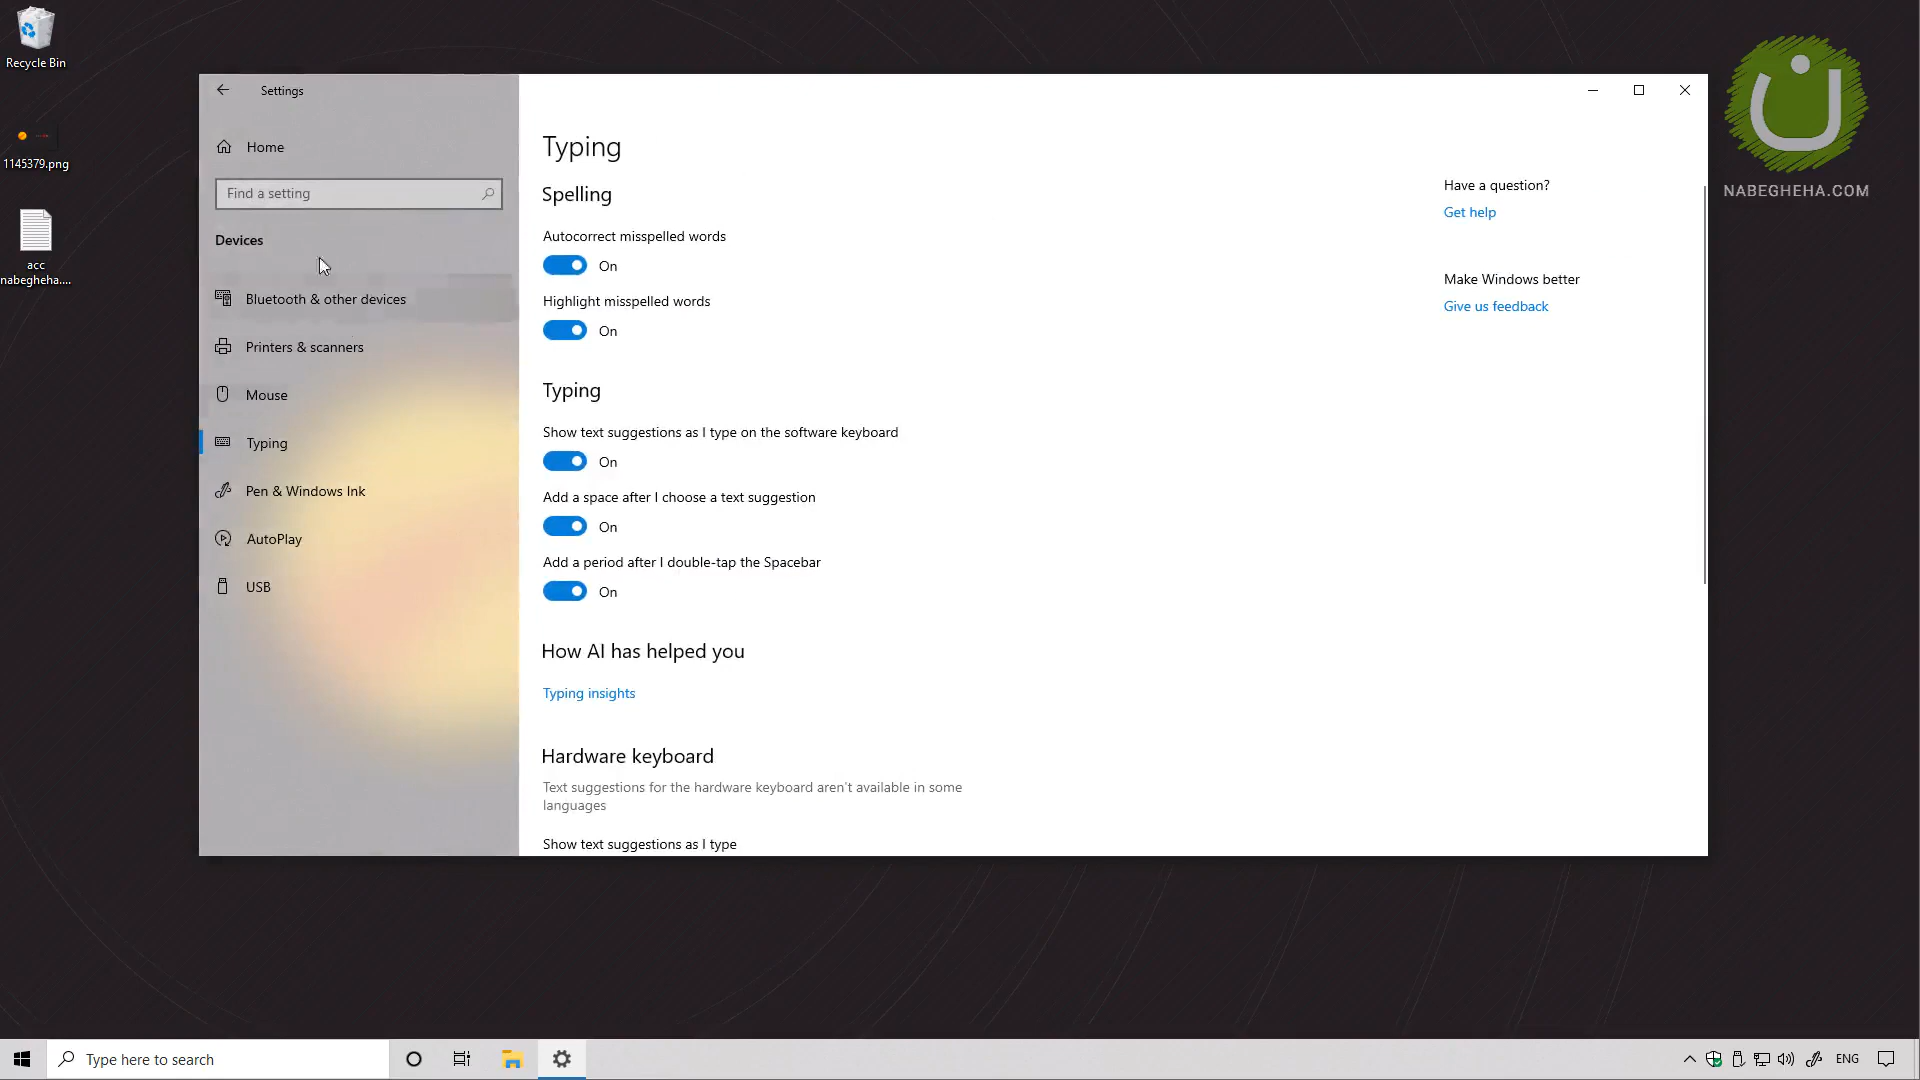 Recycle Bin
1145379.png
acc
nabegheha....
Settings
Home
Find a setting
Devices
Bluetooth & other devices
Printers & scanners
Mouse
Typing
Pen & Windows Ink
AutoPlay
USB
Typing
Spelling
Autocorrect misspelled words
On
Highlight misspelled words
On
Typing
Show text suggestions as I type on the software keyboard
On
Add a space after I choose a text suggestion
On
Add a period after I double-tap the Spacebar
On
How AI has helped you
Typing insights
Hardware keyboard
Text suggestions for the hardware keyboard aren't available in some
languages
Show text suggestions as I type
Have a question?
Get help
Make Windows better
Give us feedback
NABEGHEHA.COM
Type here to search
ENG